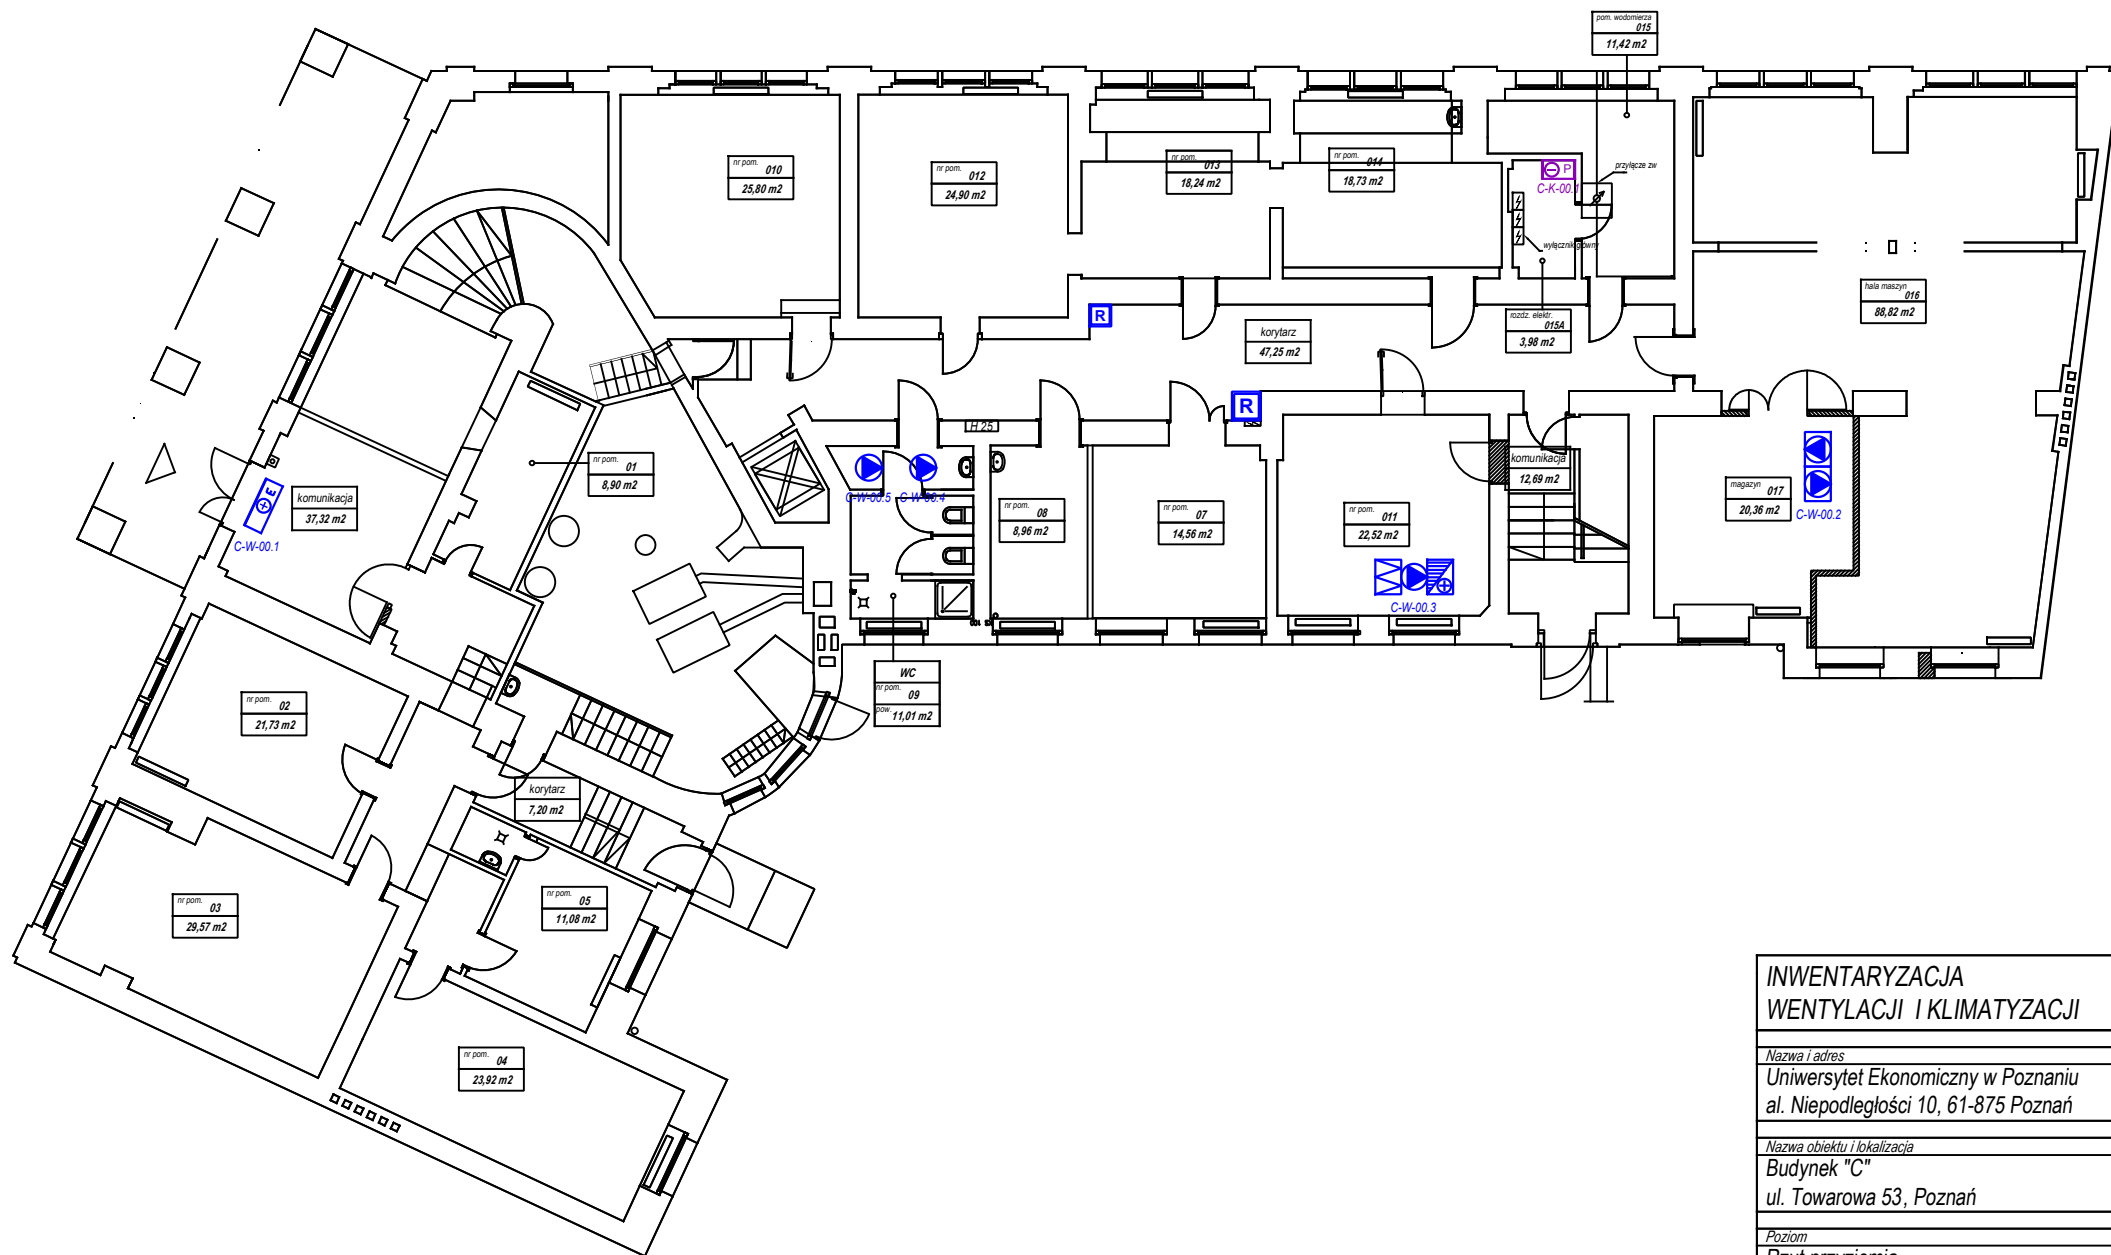 pom. wodomierza
015
11,42 m2
nr pom.
010
25,80 m2
nr pom.
012
24,90 m2
nr pom.
013
18,24 m2
nr pom.
014
18,73 m2
P
C-K-00.1
przyłącze zw
wyłącznik główny
rozdz. elektr.
015A
3,98 m2
hala maszyn
016
88,82 m2
R
korytarz
47,25 m2
R
H 25
nr pom.
01
8,90 m2
komunikacja
37,32 m2
E
C-W-00.1
C-W-00.5
C-W-00.4
nr pom.
08
8,96 m2
nr pom.
07
14,56 m2
nr pom.
011
22,52 m2
C-W-00.3
komunikacja
12,69 m2
magazyn
017
20,36 m2
C-W-00.2
WC
nr pom.
09
pow.
11,01 m2
nr pom.
02
21,73 m2
korytarz
7,20 m2
nr pom.
03
29,57 m2
nr pom.
05
11,08 m2
nr pom.
04
23,92 m2
INWENTARYZACJA
WENTYLACJI I KLIMATYZACJI
Nazwa i adres
Uniwersytet Ekonomiczny w Poznaniu
al. Niepodległości 10, 61-875 Poznań
Nazwa obiektu i lokalizacja
Budynek "C"
ul. Towarowa 53, Poznań
Poziom
Rzut przyziemia